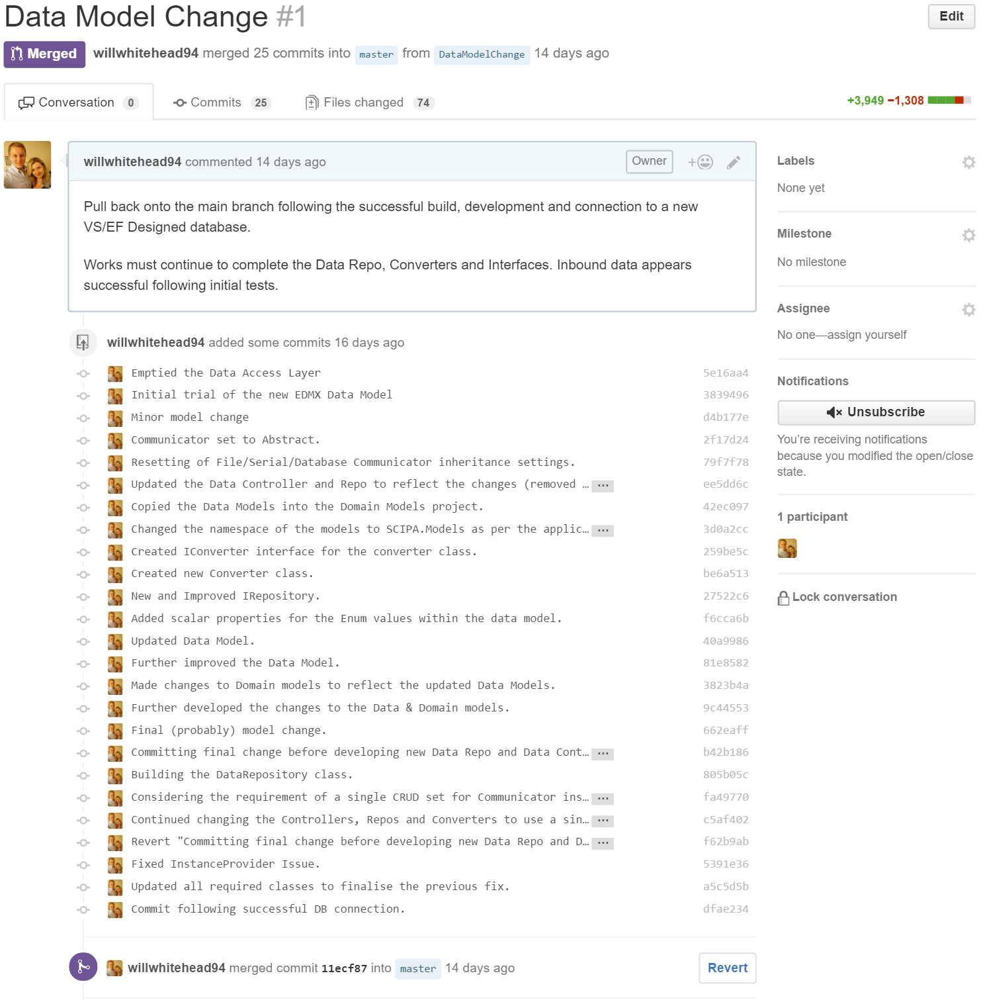 Data Model Change #1
Edit
Merged willwhitehead94 merged 25 commits into master from DataModelChange 14 days ago
Conversation 0 Commits 25 Files changed 74 +3,949 −1,308
willwhitehead94 commented 14 days ago Owner +
Pull back onto the main branch following the successful build, development and connection to a new
VS/EF Designed database.
Works must continue to complete the Data Repo, Converters and Interfaces. Inbound data appears
successful following initial tests.
willwhitehead94 added some commits 16 days ago
Emptied the Data Access Layer 5e16aa4
Initial trial of the new EDMX Data Model 3839496
Minor model change d4b177e
Communicator set to Abstract. 2f17d24
Resetting of File/Serial/Database Communicator inheritance settings. 79f7f78
Updated the Data Controller and Repo to reflect the changes (removed … ... ee5dd6c
Copied the Data Models into the Domain Models project. 42ec097
Changed the namespace of the models to SCIPA.Models as per the applic… ... 3d0a2cc
Created IConverter interface for the converter class. 259be5c
Created new Converter class. be6a513
New and Improved IRepository. 27522c6
Added scalar properties for the Enum values within the data model. f6cca6b
Updated Data Model. 40a9986
Further improved the Data Model. 81e8582
Made changes to Domain models to reflect the updated Data Models. 3823b4a
Further developed the changes to the Data & Domain models. 9c44553
Final (probably) model change. 662eaff
Committing final change before developing new Data Repo and Data Cont… ... b42b186
Building the DataRepository class. 805b05c
Considering the requirement of a single CRUD set for Communicator ins… ... fa49770
Continued changing the Controllers, Repos and Converters to use a sin… ... c5af402
Revert "Committing final change before developing new Data Repo and D… ... f62b9ab
Fixed InstanceProvider Issue. 5391e36
Updated all required classes to finalise the previous fix. a5c5d5b
Commit following successful DB connection. dfae234
willwhitehead94 merged commit 11ecf87 into master 14 days ago Revert
Labels
None yet
Milestone
No milestone
Assignee
No one—assign yourself
Notifications
Unsubscribe
You’re receiving notifications
because you modified the open/close
state.
1 participant
Lock conversation